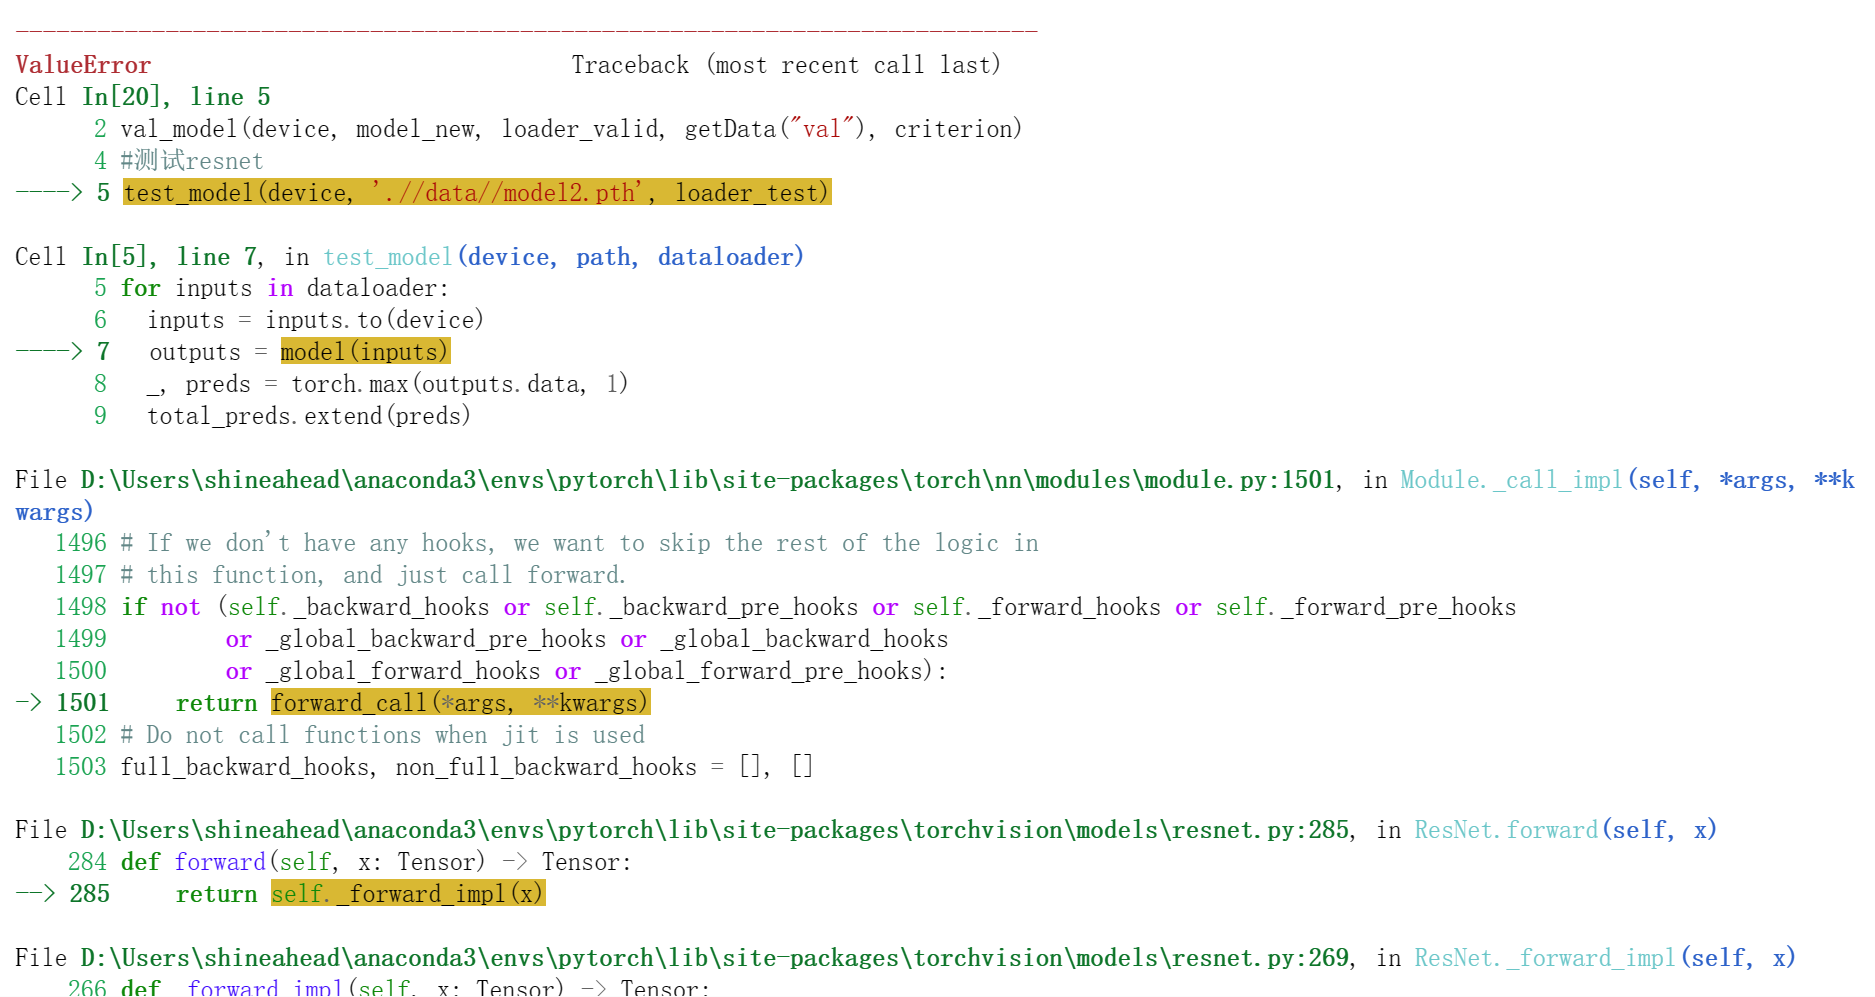 ---------------------------------------------------------------------------
ValueError                                Traceback (most recent call last)
Cell In[20], line 5
      2 val_model(device, model_new, loader_valid, getData("val"), criterion)
      4 #测试resnet
----> 5 test_model(device, './/data//model2.pth', loader_test)
Cell In[5], line 7, in test_model(device, path, dataloader)
      5 for inputs in dataloader:
      6   inputs = inputs.to(device)
----> 7   outputs = model(inputs)
      8   _, preds = torch.max(outputs.data, 1)
      9   total_preds.extend(preds)
File D:\Users\shineahead\anaconda3\envs\pytorch\lib\site-packages\torch\nn\modules\module.py:1501, in Module._call_impl(self, *args, **k
wargs)
   1496 # If we don't have any hooks, we want to skip the rest of the logic in
   1497 # this function, and just call forward.
   1498 if not (self._backward_hooks or self._backward_pre_hooks or self._forward_hooks or self._forward_pre_hooks
   1499         or _global_backward_pre_hooks or _global_backward_hooks
   1500         or _global_forward_hooks or _global_forward_pre_hooks):
-> 1501     return forward_call(*args, **kwargs)
   1502 # Do not call functions when jit is used
   1503 full_backward_hooks, non_full_backward_hooks = [], []
File D:\Users\shineahead\anaconda3\envs\pytorch\lib\site-packages\torchvision\models\resnet.py:285, in ResNet.forward(self, x)
    284 def forward(self, x: Tensor) -> Tensor:
--> 285     return self._forward_impl(x)
File D:\Users\shineahead\anaconda3\envs\pytorch\lib\site-packages\torchvision\models\resnet.py:269, in ResNet._forward_impl(self, x)
    266 def _forward_impl(self, x: Tensor) -> Tensor: